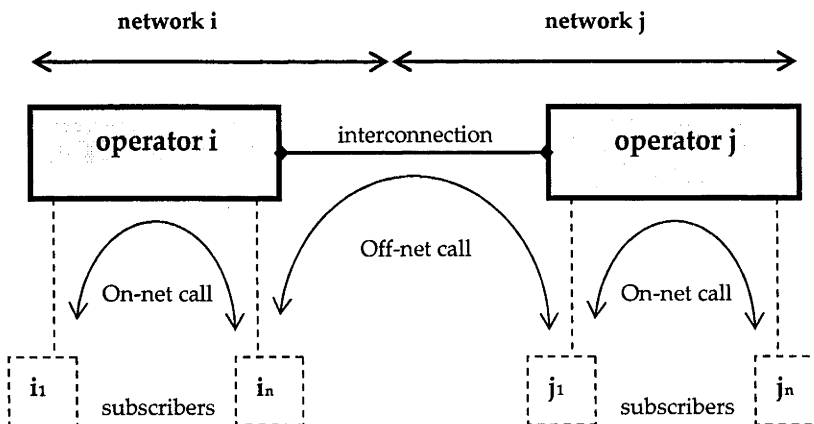 network i
network j
operator i
interconnection
operator j
Off-net call
On-net call
On-net call
i1
subscribers
in
j1
subscribers
jn